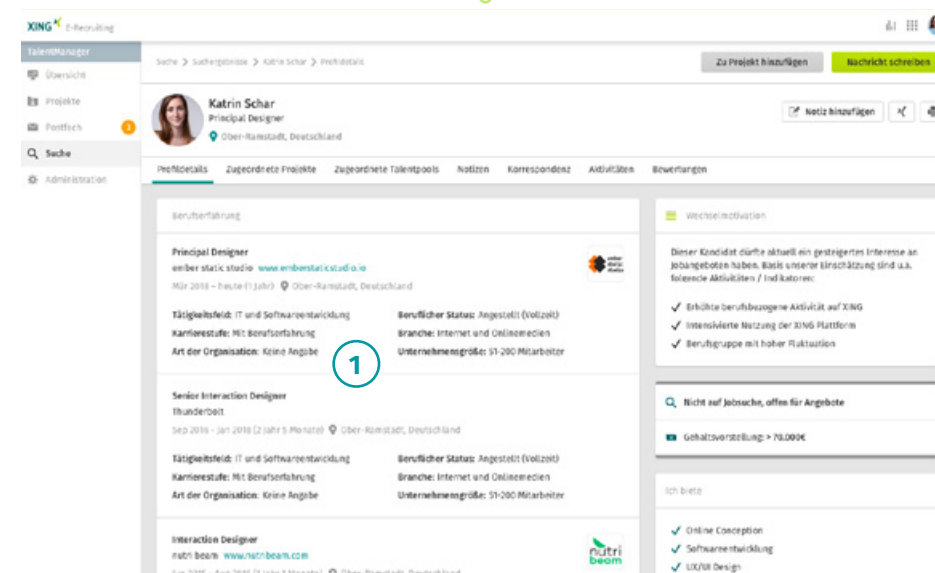 XING E-Recruiting
TalentManager
Übersicht
Projekte
Postfach
Suche
Administration
Suche > Suchergebnisse > Katrin Schar > Profildetails
Zu Projekt hinzufügen
Nachricht schreiben
Katrin Schar
Principal Designer
Ober-Ramstadt, Deutschland
Notiz hinzufügen
Profildetails Zugeordnete Projekte Zugeordnete Talentpools Notizen Korrespondenz Aktivitäten Bewertungen
Berufserfahrung
Principal Designer
ember static studio www.emberstaticstudio.io
Mär 2018 – heute (1 Jahr) Ober-Ramstadt, Deutschland
ember static studio
Tätigkeitsfeld: IT und Softwareentwicklung
Beruflicher Status: Angestellt (Vollzeit)
Karrierestufe: Mit Berufserfahrung
Branche: Internet und Onlinemedien
Art der Organisation: Keine Angabe
Unternehmensgröße: 51-200 Mitarbeiter
1
Senior Interaction Designer
Thunderbolt
Sep 2016 - Jan 2018 (2 Jahr 5 Monate) Ober-Ramstadt, Deutschland
Tätigkeitsfeld: IT und Softwareentwicklung
Beruflicher Status: Angestellt (Vollzeit)
Karrierestufe: Mit Berufserfahrung
Branche: Internet und Onlinemedien
Art der Organisation: Keine Angabe
Unternehmensgröße: 51-200 Mitarbeiter
Interaction Designer
nutri beam www.nutribeam.com
nutri
beam
Wechselmotivation
Dieser Kandidat dürfte aktuell ein gesteigertes Interesse an
Jobangeboten haben. Basis unserer Einschätzung sind u.a.
folgende Aktivitäten / Indikatoren:
Erhöhte berufsbezogene Aktivität auf XING
Intensivierte Nutzung der XING Plattform
Berufsgruppe mit hoher Fluktuation
Nicht auf Jobsuche, offen für Angebote
Gehaltsvorstellung: > 70.000€
Ich biete
Online Conception
Softwareentwicklung
UX/UI Design